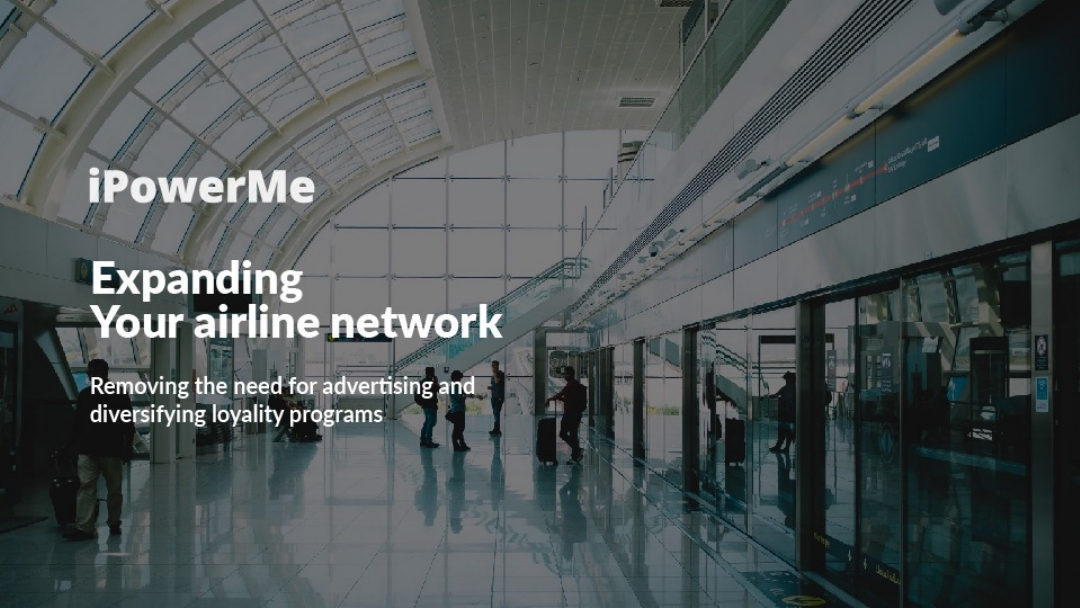 iPowerMe
Expanding
Your airline network
Removing the need for advertising and
diversifying loyality programs